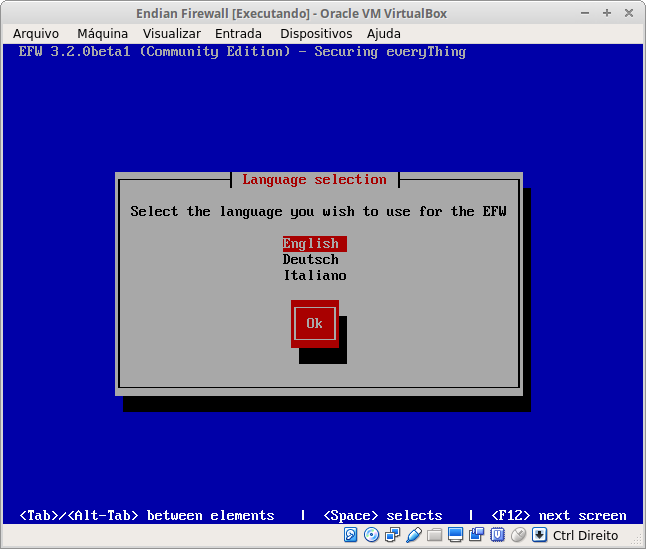 Endian Firewall [Executando] - Oracle VM VirtualBox
Arquivo Máquina Visualizar Entrada Dispositivos Ajuda
EFW 3.2.0beta1 (Community Edition) - Securing everyThing
Language selection
Select the language you wish to use for the EFW
English
Deutsch
Italiano
Ok
<Tab>/<Alt-Tab> between elements | <Space> selects | <F12> next screen
Ctrl Direito